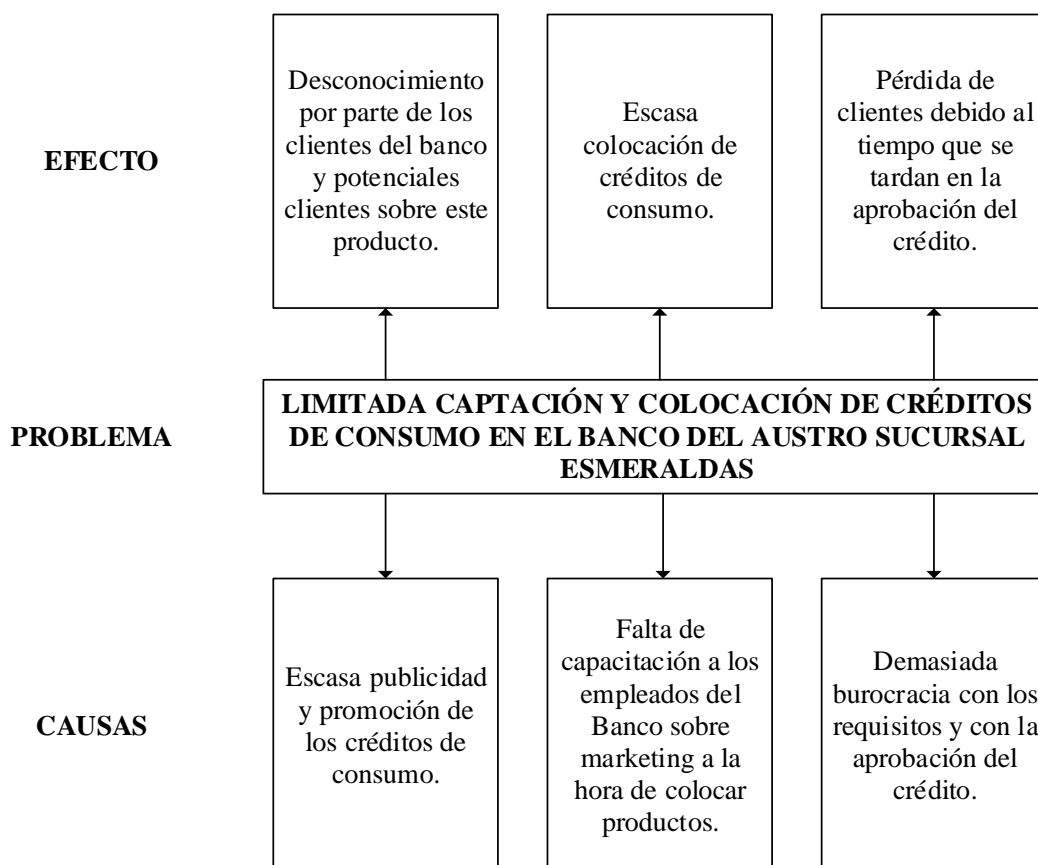 EFECTO
Desconocimiento
por parte de los
clientes del banco
y potenciales
clientes sobre este
producto.
Escasa
colocación de
créditos de
consumo.
Pérdida de
clientes debido al
tiempo que se
tardan en la
aprobación del
crédito.
PROBLEMA
LIMITADA CAPTACIÓN Y COLOCACIÓN DE CRÉDITOS
DE CONSUMO EN EL BANCO DEL AUSTRO SUCURSAL
ESMERALDAS
CAUSAS
Escasa publicidad
y promoción de
los créditos de
consumo.
Falta de
capacitación a los
empleados del
Banco sobre
marketing a la
hora de colocar
productos.
Demasiada
burocracia con los
requisitos y con la
aprobación del
crédito.